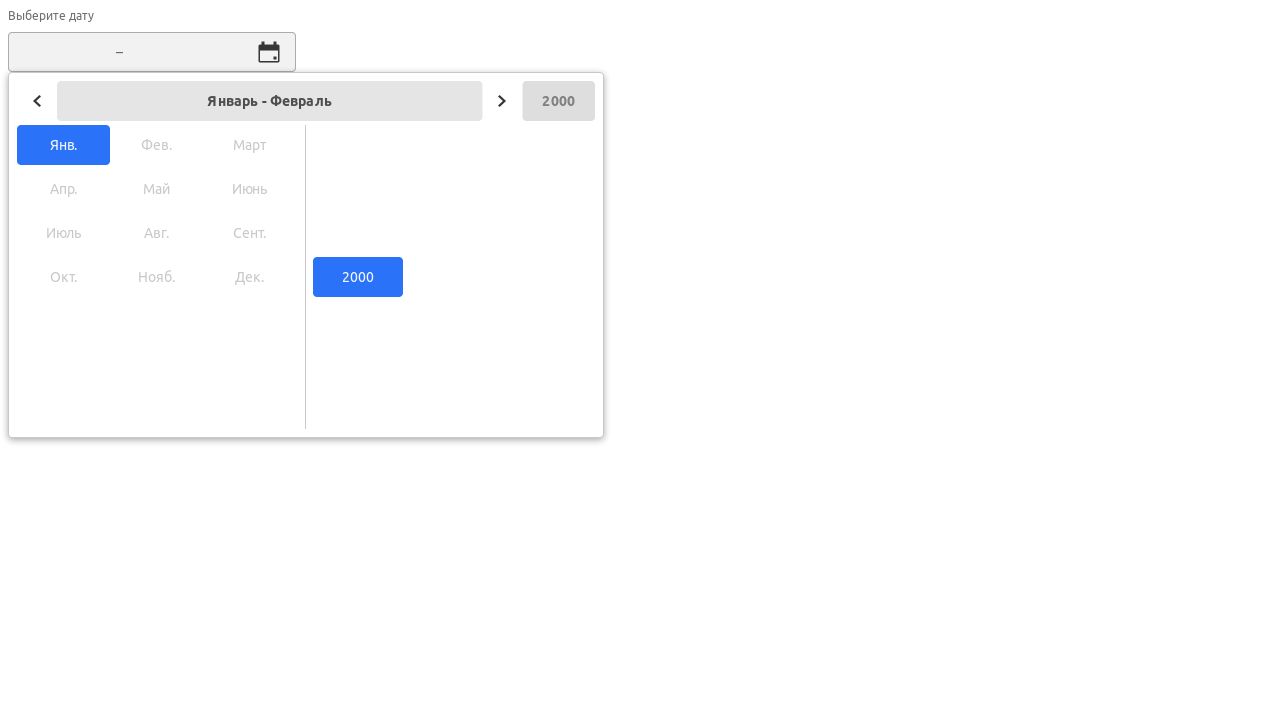 Выберите дату
–
Январь - Февраль 2000
Янв. Фев. Март
Апр. Май Июнь
Июль Авг. Сент.
Окт. Нояб. Дек. 2000